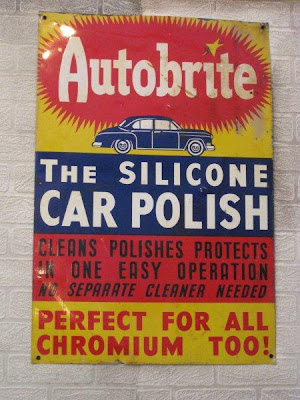 Autobrite
THE SILICONE
CAR POLISH
CLEANS POLISHES PROTECTS
IN ONE EASY OPERATION
NO SEPARATE CLEANER NEEDED
PERFECT FOR ALL
CHROMIUM TOO!